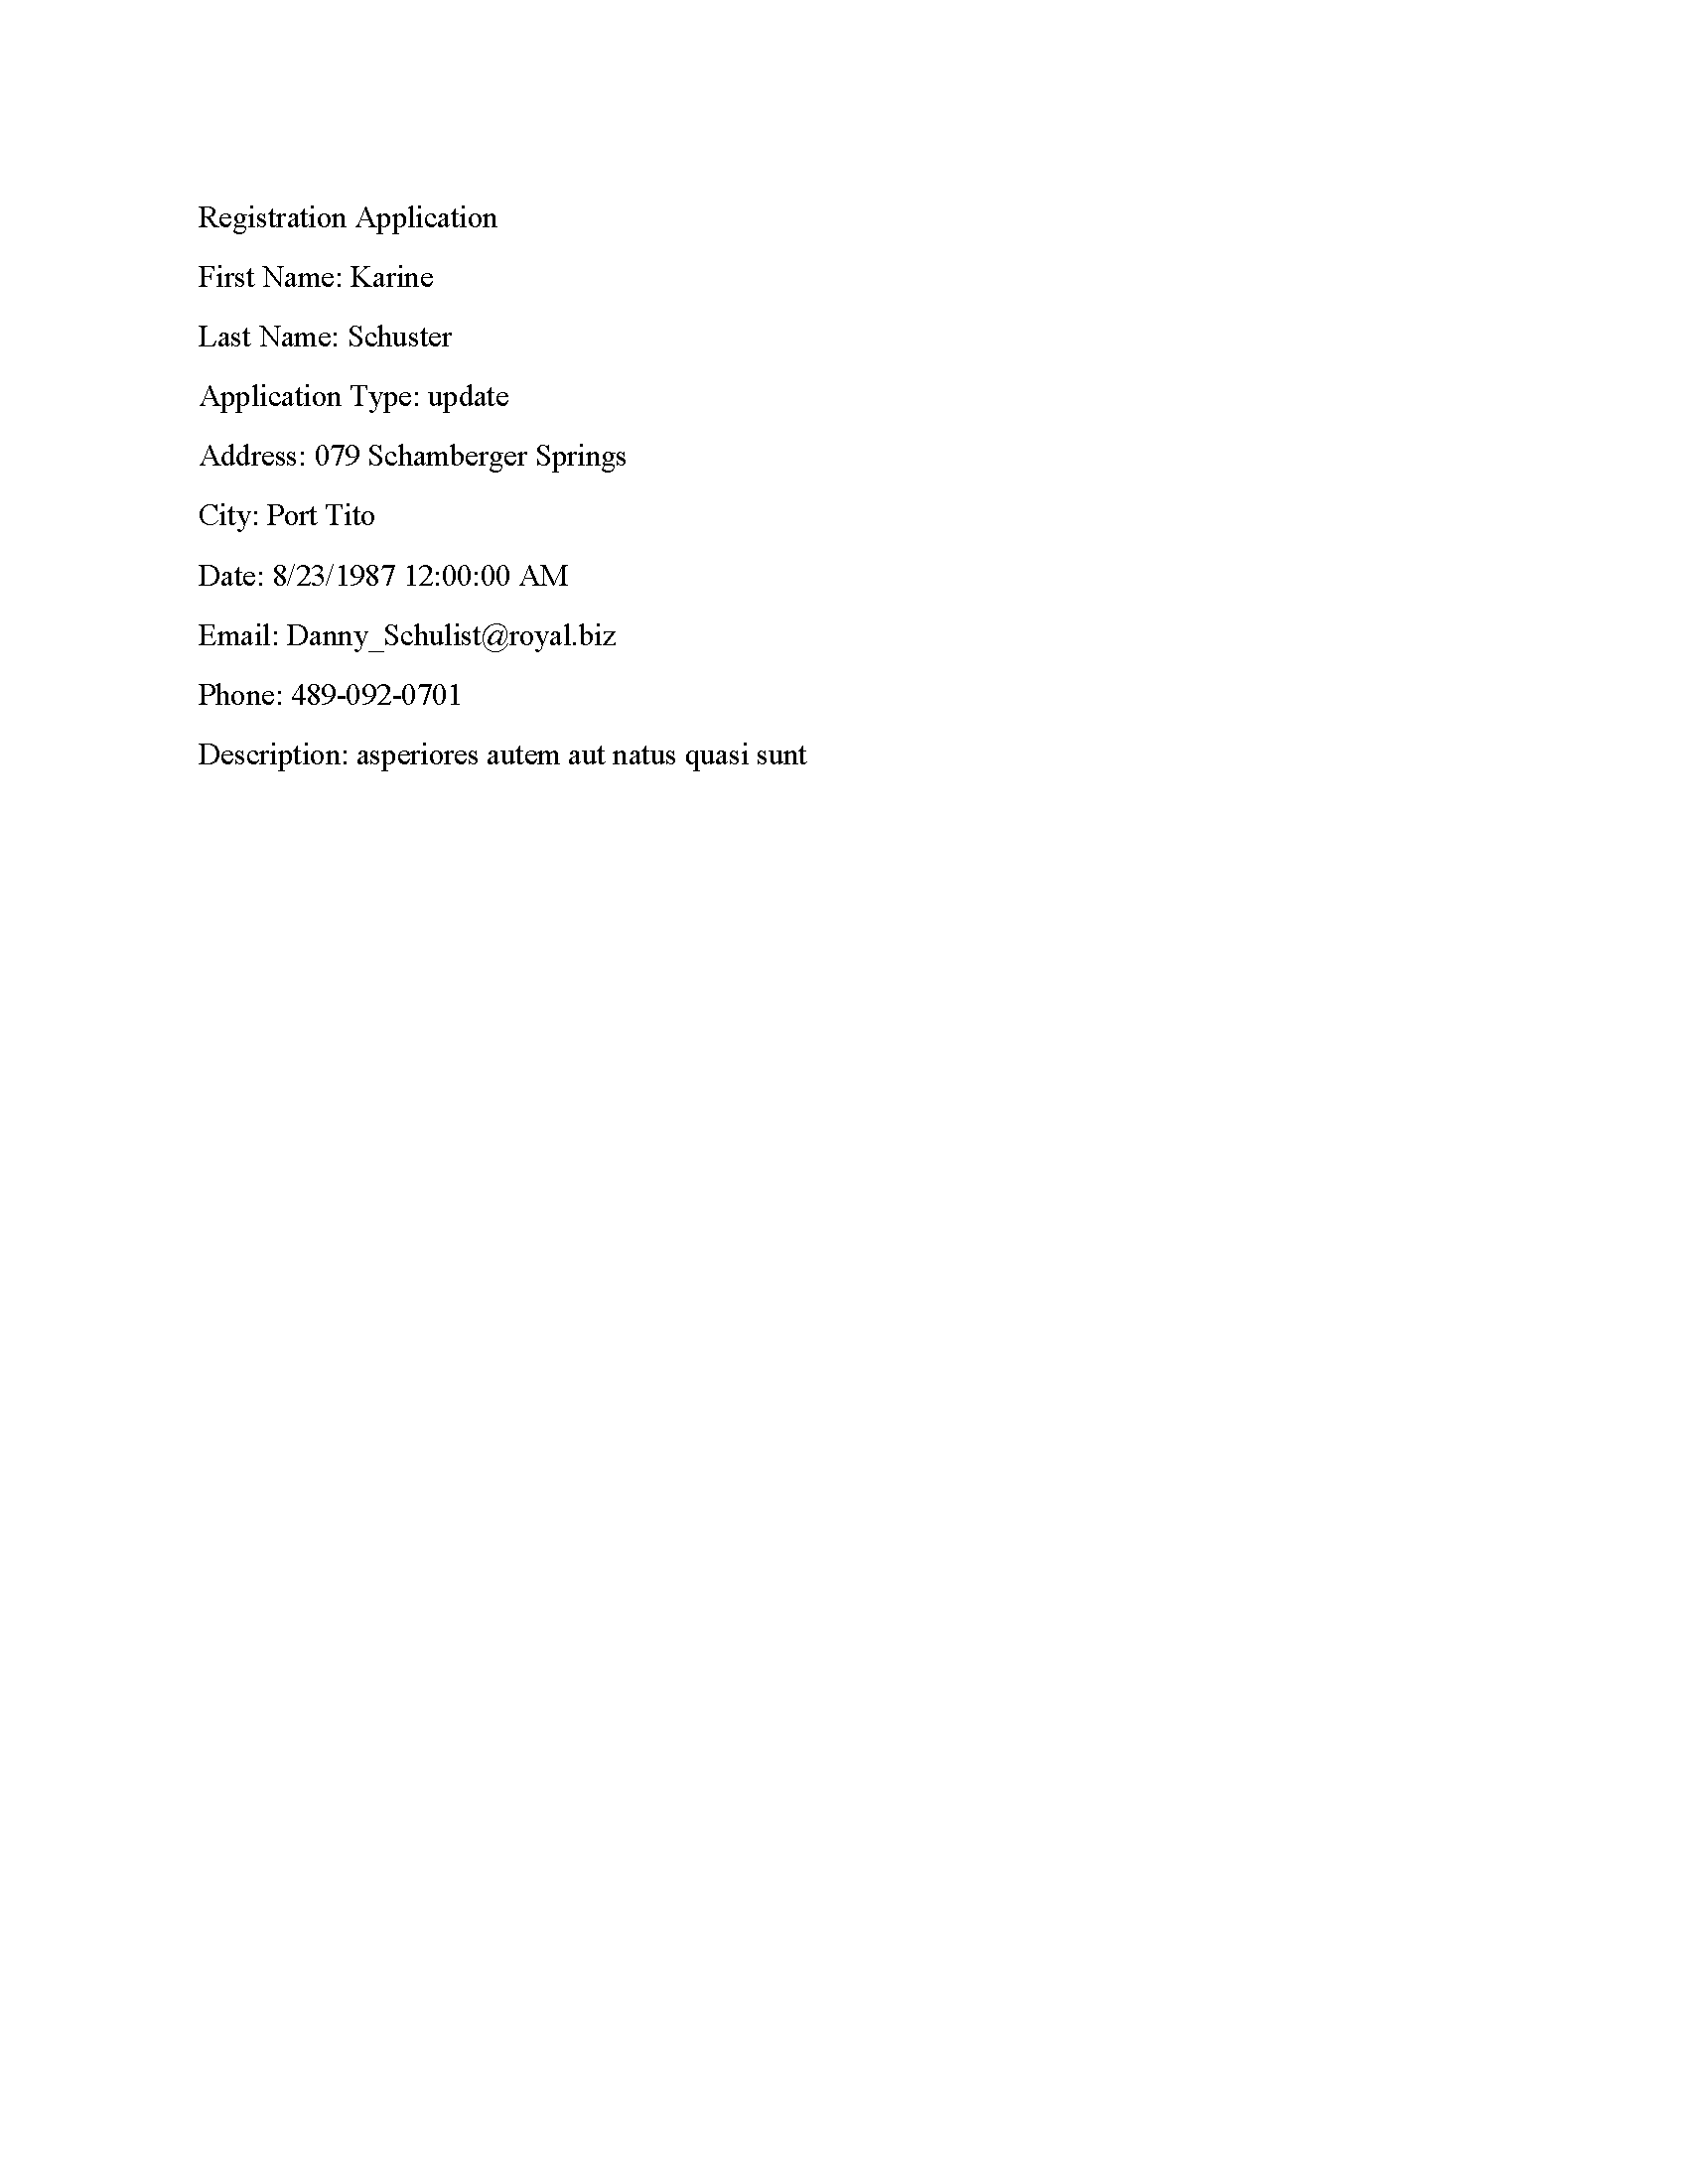 Registration Application
First Name: Karine
Last Name: Schuster
Application Type: update
Address: 079 Schamberger Springs
City: Port Tito
Date: 8/23/1987 12:00:00 AM
Email: Danny_Schulist@royal.biz
Phone: 489-092-0701
Description: asperiores autem aut natus quasi sunt